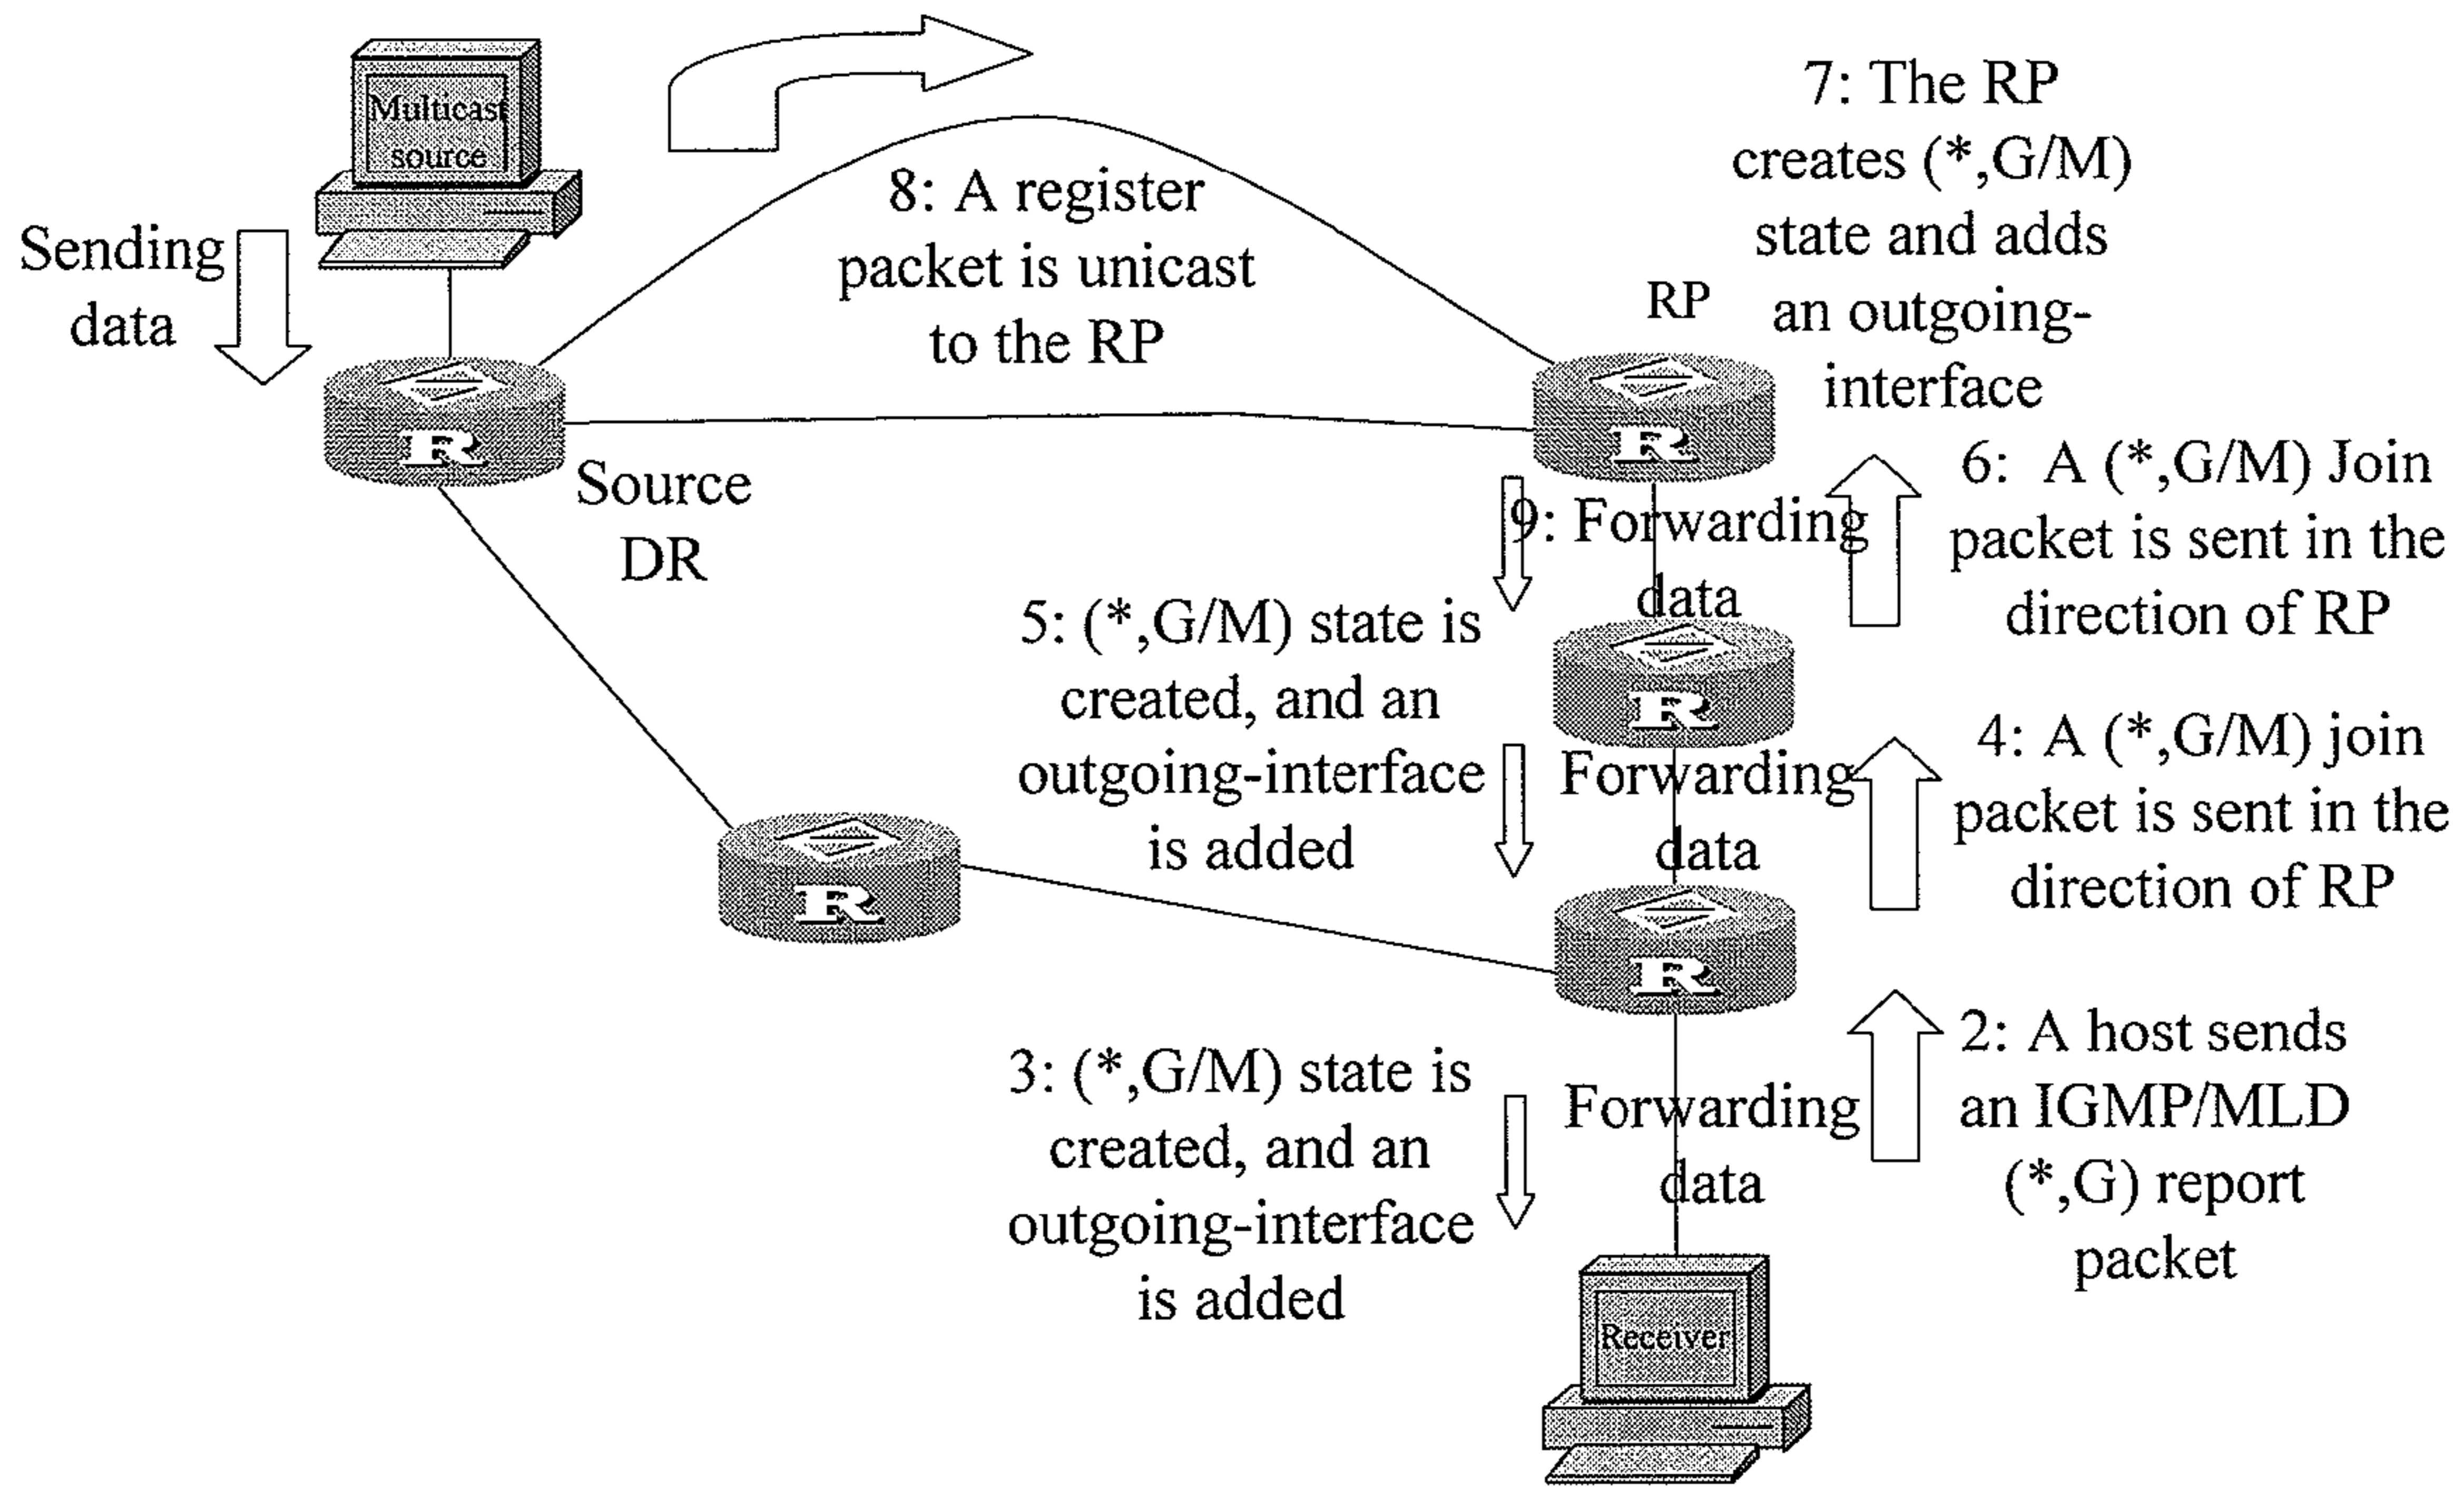 Multicast
source
Sending
data
8: A register
packet is unicast
to the RP
7: The RP
creates (*,G/M)
state and adds
an outgoing-
interface
RP
R
R
Source
DR
6: A (*,G/M) Join
packet is sent in the
direction of RP
9: Forwarding
data
5: (*,G/M) state is
created, and an
outgoing-interface
is added
R
4: A (*,G/M) join
packet is sent in the
direction of RP
Forwarding
data
R
R
2: A host sends
an IGMP/MLD
(*,G) report
packet
3: (*,G/M) state is
created, and an
outgoing-interface
is added
Forwarding
data
Receiver